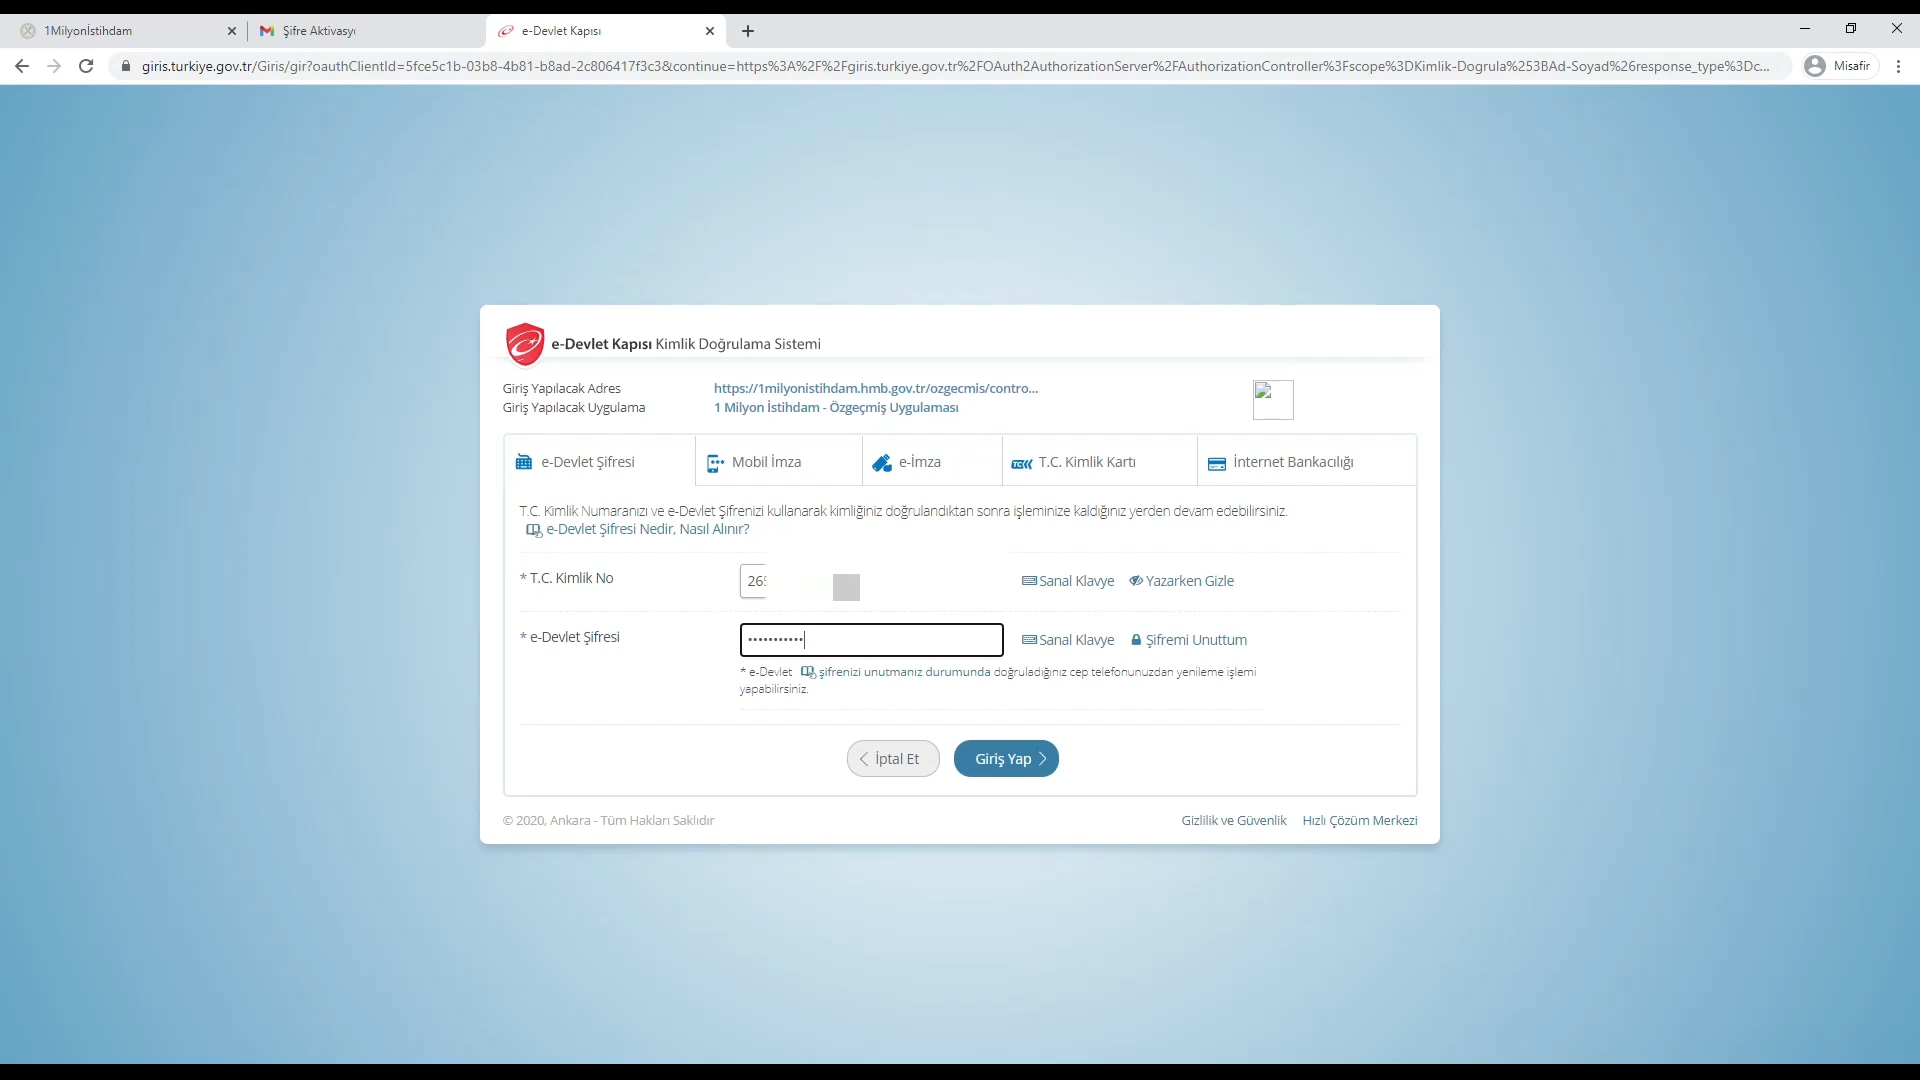 1Milyonİstihdam
Şifre Aktivasyo
e-Devlet Kapısı
giris.turkiye.gov.tr/Giris/gir?oauthClientId=5fce5c1b-03b8-4b81-b8ad-2c806417f3c3&continue=https%3A%2F%2Fgiris.turkiye.gov.tr%2FOAuth2AuthorizationServer%2FAuthorizationController%3Fscope%3DKimlik-Dogrula%253BAd-Soyad%26response_type%3Dc...
Misafir
e-Devlet Kapısı Kimlik Doğrulama Sistemi
Giriş Yapılacak Adres https://1milyonistihdam.hmb.gov.tr/ozgecmis/contro...
Giriş Yapılacak Uygulama 1 Milyon İstihdam - Özgeçmiş Uygulaması
e-Devlet Şifresi Mobil İmza e-İmza T.C. Kimlik Kartı İnternet Bankacılığı
T.C. Kimlik Numaranızı ve e-Devlet Şifrenizi kullanarak kimliğiniz doğrulandıktan sonra işleminize kaldığınız yerden devam edebilirsiniz.
e-Devlet Şifresi Nedir, Nasıl Alınır?
* T.C. Kimlik No 265 Sanal Klavye Yazarken Gizle
* e-Devlet Şifresi ••••••••••• Sanal Klavye Şifremi Unuttum
* e-Devlet şifrenizi unutmanız durumunda doğruladığınız cep telefonunuzdan yenileme işlemi
yapabilirsiniz.
İptal Et Giriş Yap
© 2020, Ankara - Tüm Hakları Saklıdır Gizlilik ve Güvenlik Hızlı Çözüm Merkezi